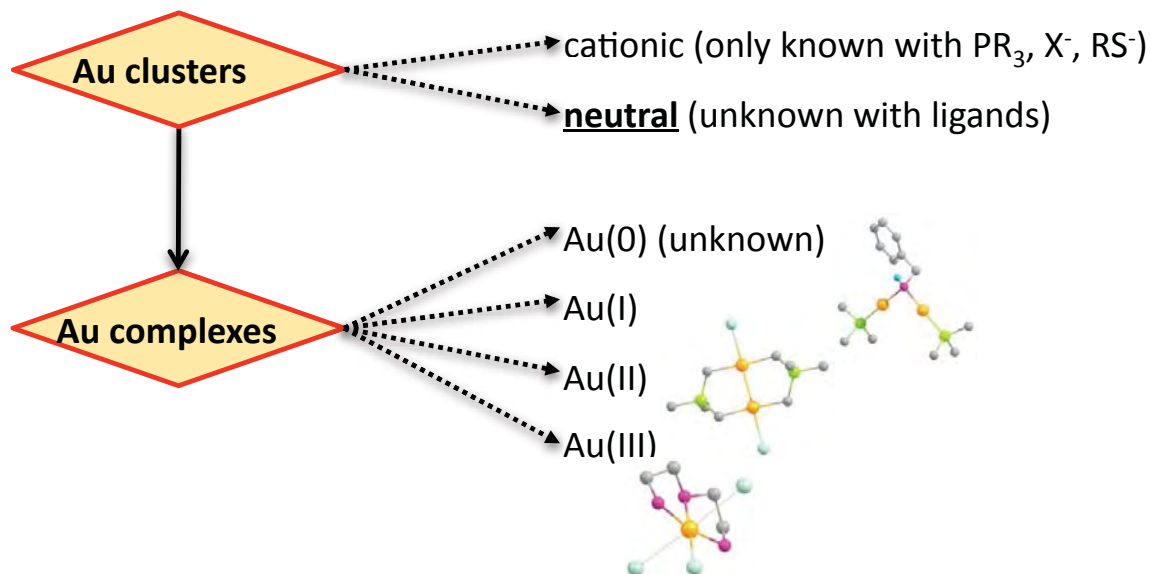 Au clusters
cationic (only known with PR₃, X⁻, RS⁻)
neutral (unknown with ligands)
Au complexes
Au(0) (unknown)
Au(I)
Au(II)
Au(III)